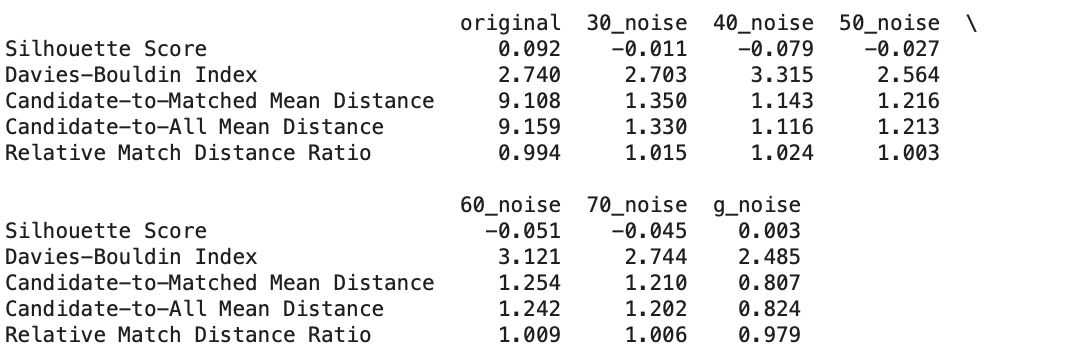 original 30_noise 40_noise 50_noise \
Silhouette Score 0.092 -0.011 -0.079 -0.027
Davies-Bouldin Index 2.740 2.703 3.315 2.564
Candidate-to-Matched Mean Distance 9.108 1.350 1.143 1.216
Candidate-to-All Mean Distance 9.159 1.330 1.116 1.213
Relative Match Distance Ratio 0.994 1.015 1.024 1.003
60_noise 70_noise g_noise
Silhouette Score -0.051 -0.045 0.003
Davies-Bouldin Index 3.121 2.744 2.485
Candidate-to-Matched Mean Distance 1.254 1.210 0.807
Candidate-to-All Mean Distance 1.242 1.202 0.824
Relative Match Distance Ratio 1.009 1.006 0.979